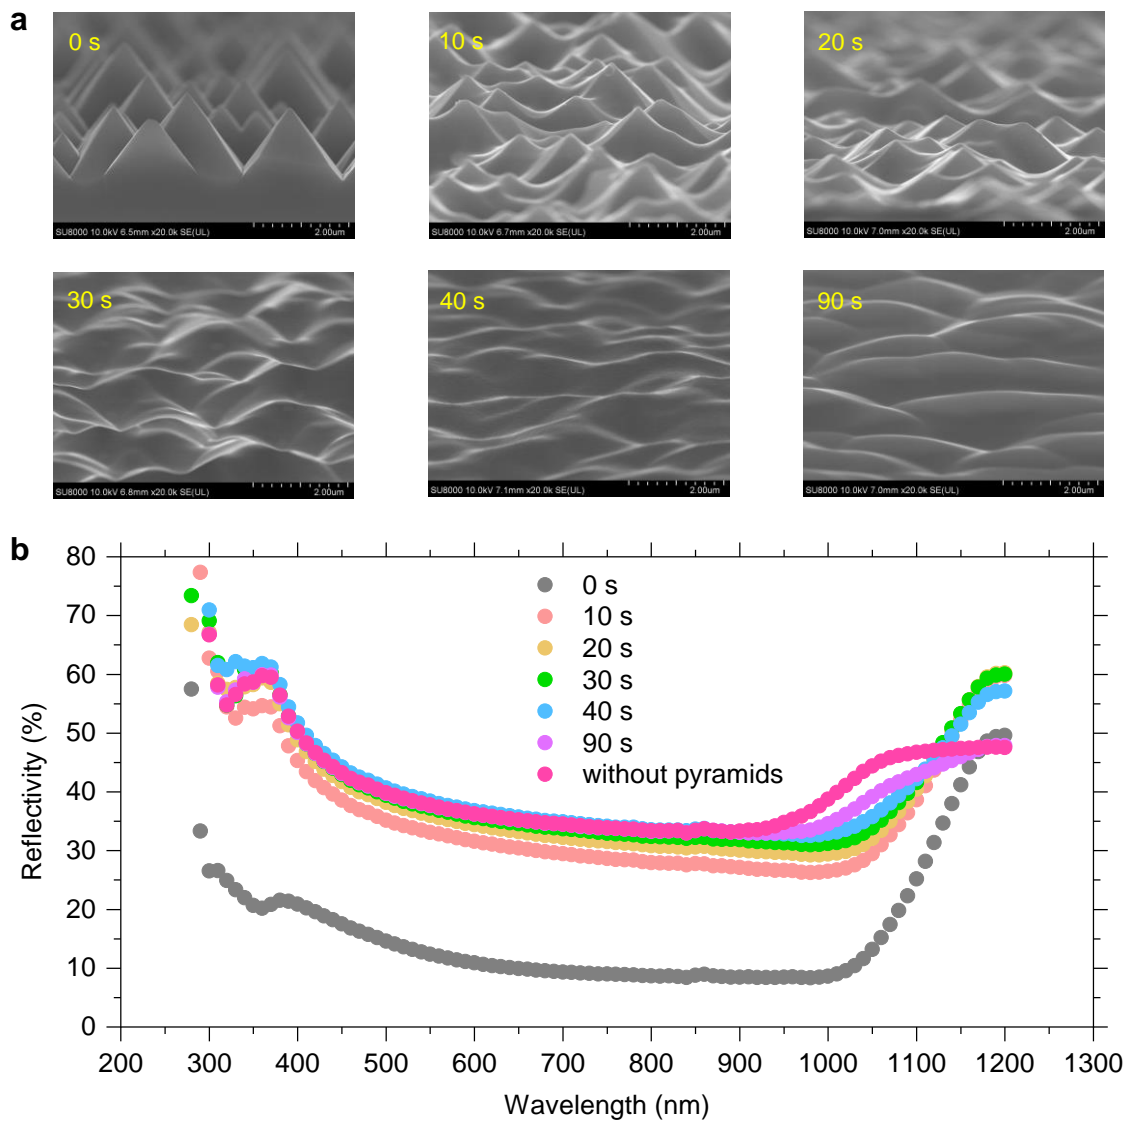 a
0 s
10 s
20 s
SU8000 10.0kV 6.5mm x20.0k SE(UL) 2.00um
SU8000 10.0kV 6.7mm x20.0k SE(UL) 2.00um
SU8000 10.0kV 7.0mm x20.0k SE(UL) 2.00um
30 s
40 s
90 s
SU8000 10.0kV 6.8mm x20.0k SE(UL) 2.00um
SU8000 10.0kV 7.1mm x20.0k SE(UL) 2.00um
SU8000 10.0kV 7.0mm x20.0k SE(UL) 2.00um
b
80
70
60
50
40
30
20
10
0
Reflectivity (%)
0 s
10 s
20 s
30 s
40 s
90 s
without pyramids
200 300 400 500 600 700 800 900 1000 1100 1200 1300
Wavelength (nm)